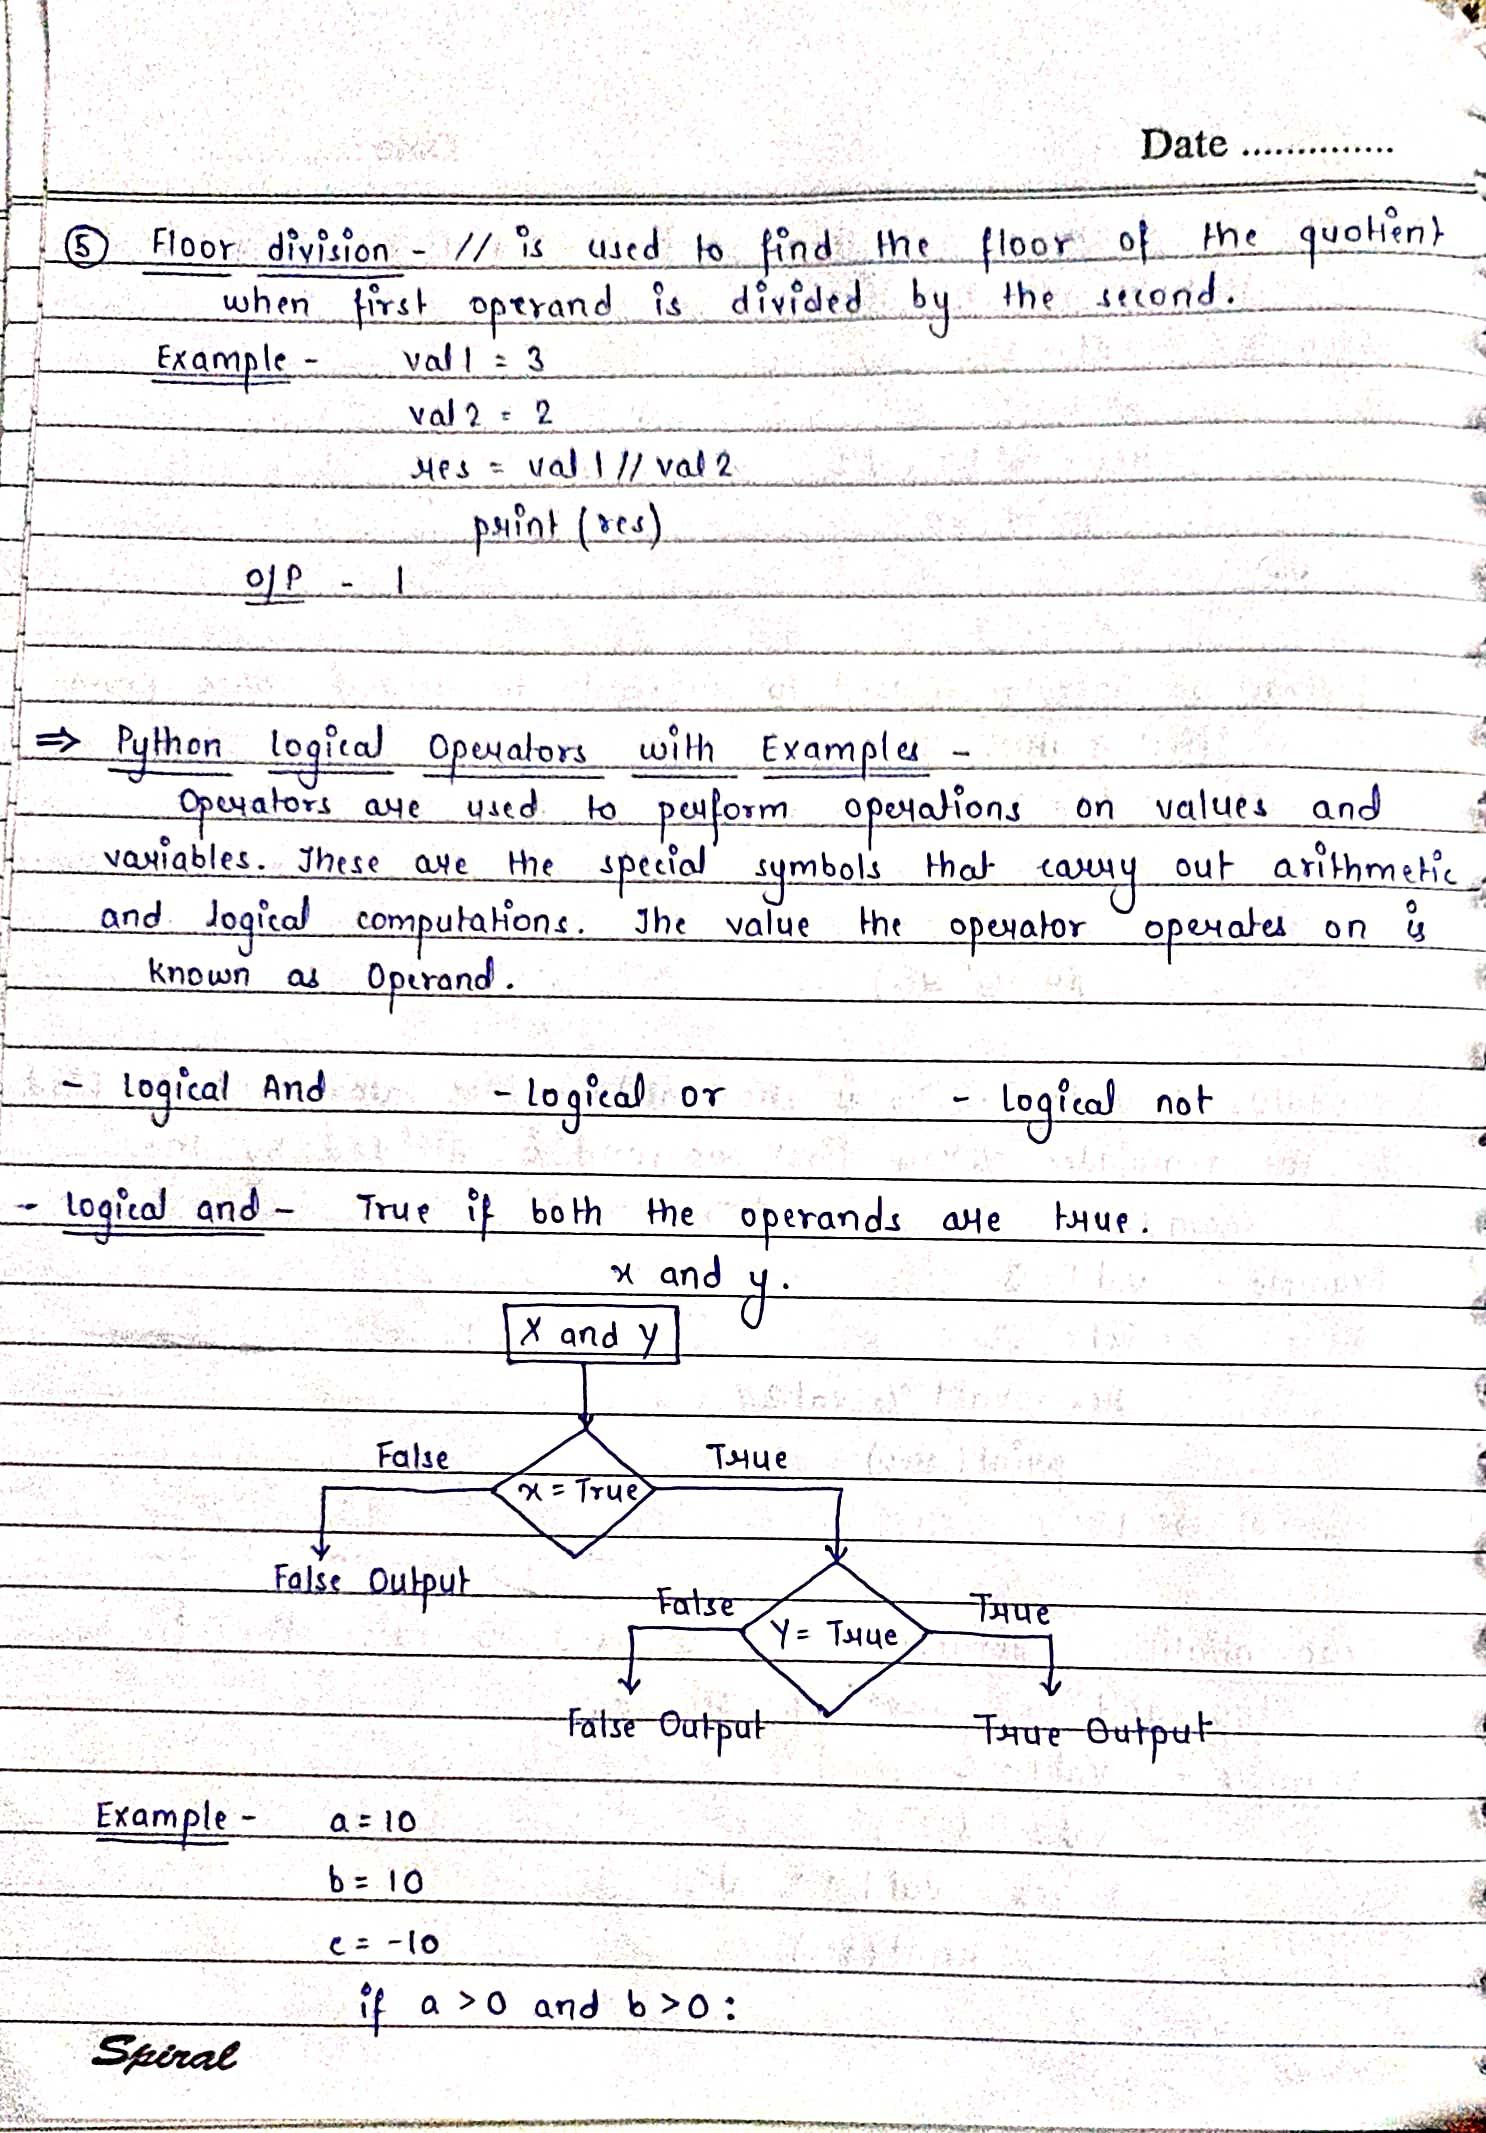 Date ..............
⑤ Floor division - // is used to find the floor of the quotient
when first operand is divided by the second.
Example - val1 = 3
val2 = 2
res = val1 // val2
print (res)
O/P - 1
⇒ Python logical Operators with Examples -
Operators are used to perform operations on values and
variables. These are the special symbols that carry out arithmetic
and logical computations. The value the operator operates on is
known as Operand.
- logical And - logical or - logical not
- logical and - True if both the operands are true.
x and y.
X and y
False True
x = True
False Output
False True
Y = True
False Output True Output
Example - a = 10
b = 10
c = -10
if a > 0 and b > 0 :
Spiral